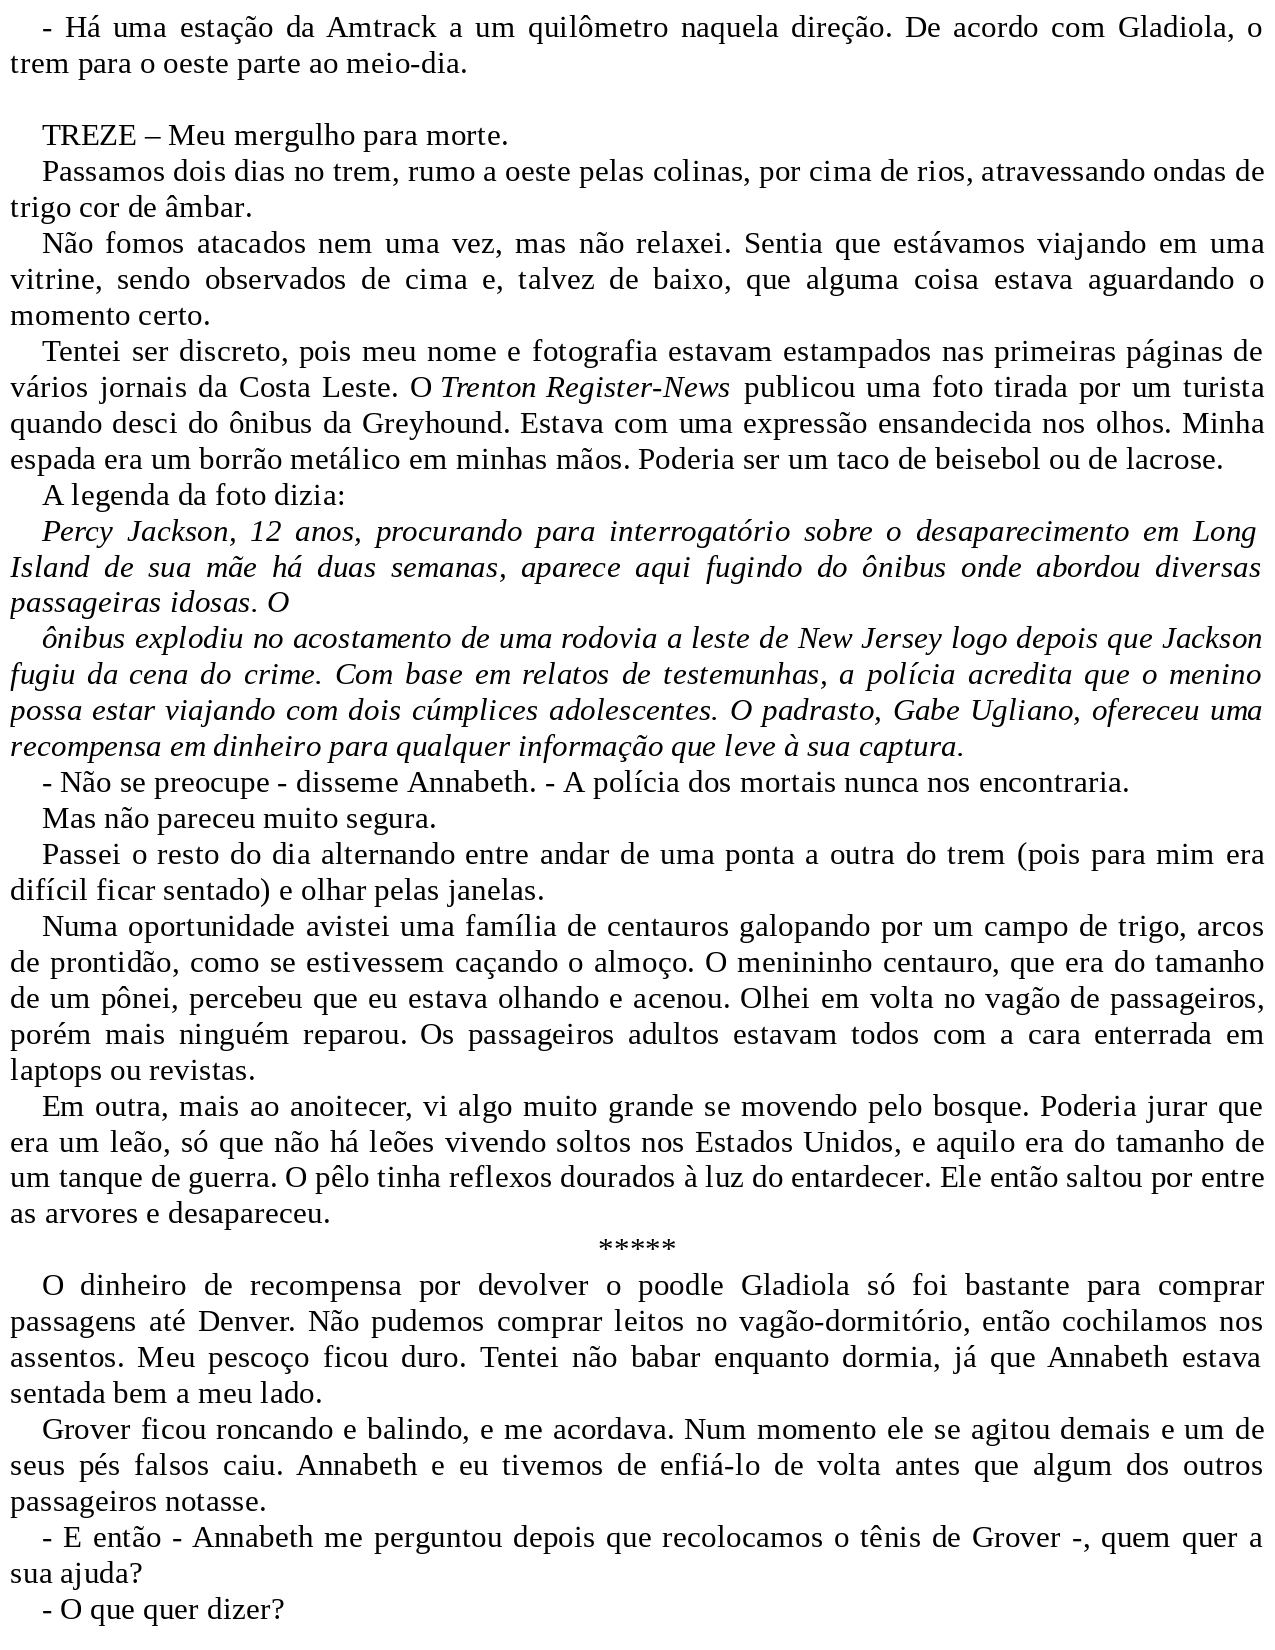 - Há uma estação da Amtrack a um quilômetro naquela direção. De acordo com Gladiola, o
trem para o oeste parte ao meio-dia.
TREZE – Meu mergulho para morte.
Passamos dois dias no trem, rumo a oeste pelas colinas, por cima de rios, atravessando ondas de
trigo cor de âmbar.
Não fomos atacados nem uma vez, mas não relaxei. Sentia que estávamos viajando em uma
vitrine, sendo observados de cima e, talvez de baixo, que alguma coisa estava aguardando o
momento certo.
Tentei ser discreto, pois meu nome e fotografia estavam estampados nas primeiras páginas de
vários jornais da Costa Leste. O Trenton Register-News publicou uma foto tirada por um turista
quando desci do ônibus da Greyhound. Estava com uma expressão ensandecida nos olhos. Minha
espada era um borrão metálico em minhas mãos. Poderia ser um taco de beisebol ou de lacrose.
A legenda da foto dizia:
Percy Jackson, 12 anos, procurando para interrogatório sobre o desaparecimento em Long
Island de sua mãe há duas semanas, aparece aqui fugindo do ônibus onde abordou diversas
passageiras idosas. O
ônibus explodiu no acostamento de uma rodovia a leste de New Jersey logo depois que Jackson
fugiu da cena do crime. Com base em relatos de testemunhas, a polícia acredita que o menino
possa estar viajando com dois cúmplices adolescentes. O padrasto, Gabe Ugliano, ofereceu uma
recompensa em dinheiro para qualquer informação que leve à sua captura.
- Não se preocupe - disseme Annabeth. - A polícia dos mortais nunca nos encontraria.
Mas não pareceu muito segura.
Passei o resto do dia alternando entre andar de uma ponta a outra do trem (pois para mim era
difícil ficar sentado) e olhar pelas janelas.
Numa oportunidade avistei uma família de centauros galopando por um campo de trigo, arcos
de prontidão, como se estivessem caçando o almoço. O menininho centauro, que era do tamanho
de um pônei, percebeu que eu estava olhando e acenou. Olhei em volta no vagão de passageiros,
porém mais ninguém reparou. Os passageiros adultos estavam todos com a cara enterrada em
laptops ou revistas.
Em outra, mais ao anoitecer, vi algo muito grande se movendo pelo bosque. Poderia jurar que
era um leão, só que não há leões vivendo soltos nos Estados Unidos, e aquilo era do tamanho de
um tanque de guerra. O pêlo tinha reflexos dourados à luz do entardecer. Ele então saltou por entre
as arvores e desapareceu.
*****
O dinheiro de recompensa por devolver o poodle Gladiola só foi bastante para comprar
passagens até Denver. Não pudemos comprar leitos no vagão-dormitório, então cochilamos nos
assentos. Meu pescoço ficou duro. Tentei não babar enquanto dormia, já que Annabeth estava
sentada bem a meu lado.
Grover ficou roncando e balindo, e me acordava. Num momento ele se agitou demais e um de
seus pés falsos caiu. Annabeth e eu tivemos de enfiá-lo de volta antes que algum dos outros
passageiros notasse.
- E então - Annabeth me perguntou depois que recolocamos o tênis de Grover -, quem quer a
sua ajuda?
- O que quer dizer?